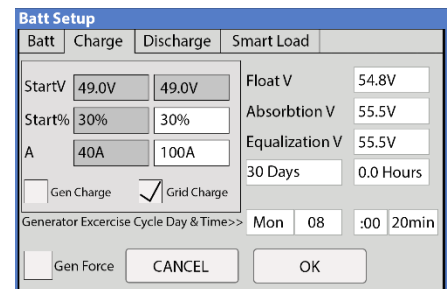 Batt Setup
Batt Charge Discharge Smart Load
StartV 49.0V 49.0V Float V 54.8V
Start% 30% 30% Absorbtion V 55.5V
A 40A 100A Equalization V 55.5V
30 Days 0.0 Hours
Gen Charge Grid Charge
Generator Excercise Cycle Day & Time>> Mon 08 :00 20min
Gen Force CANCEL OK